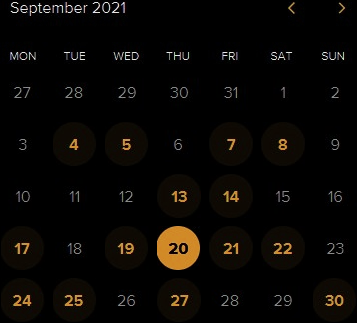 September 2021
MON TUE WED THU FRI SAT SUN
27 28 29 30 31 1 2
3 4 5 6 7 8 9
10 11 12 13 14 15 16
17 18 19 20 21 22 23
24 25 26 27 28 29 30